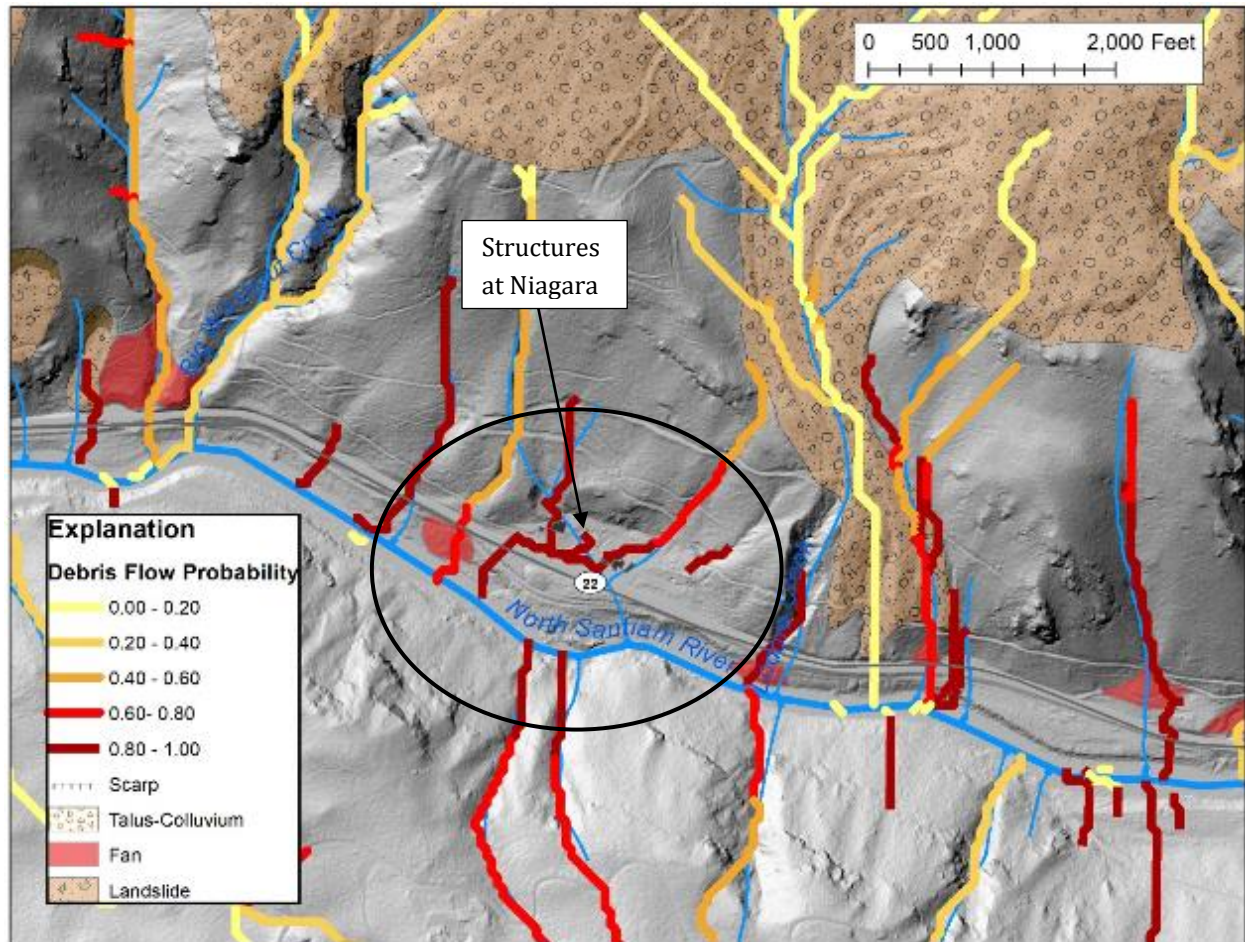 0 500 1,000 2,000 Feet
Structures
at Niagara
22
North Santiam River
Explanation
Debris Flow Probability
0.00 - 0.20
0.20 - 0.40
0.40 - 0.60
0.60- 0.80
0.80 - 1.00
Scarp
Talus-Colluvium
Fan
Landslide